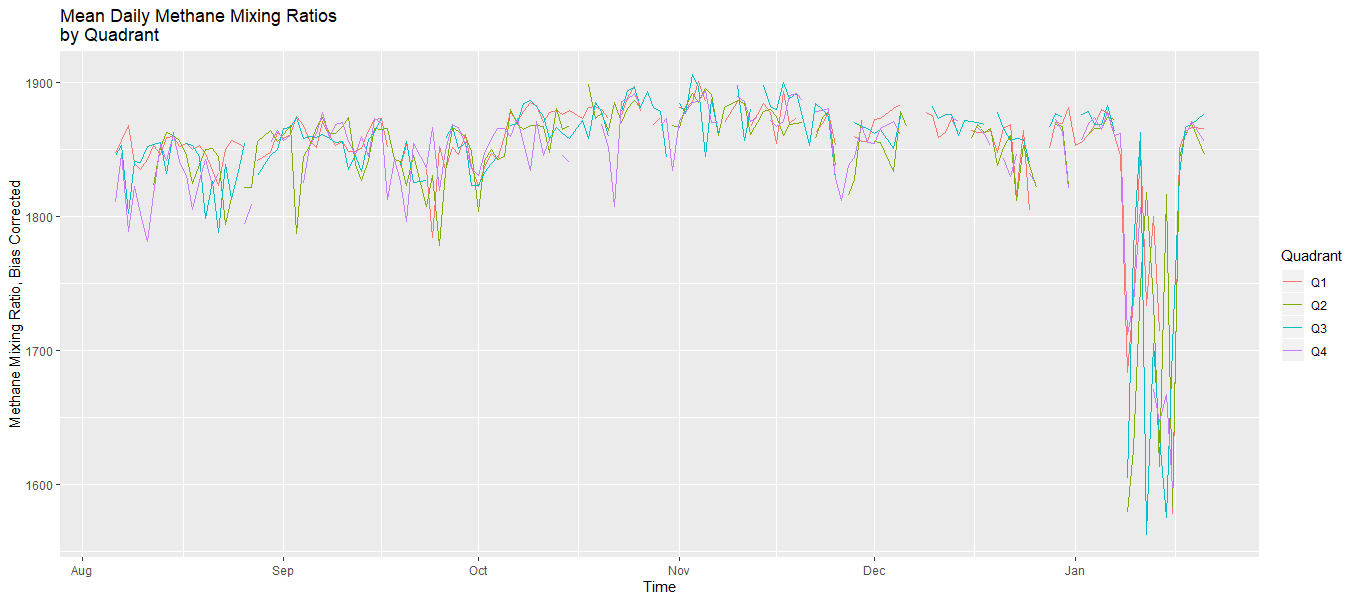 Mean Daily Methane Mixing Ratios
by Quadrant
Methane Mixing Ratio, Bias Corrected
1900
1800
1700
1600
Aug
Sep
Oct
Nov
Dec
Jan
Time
Quadrant
Q1
Q2
Q3
Q4